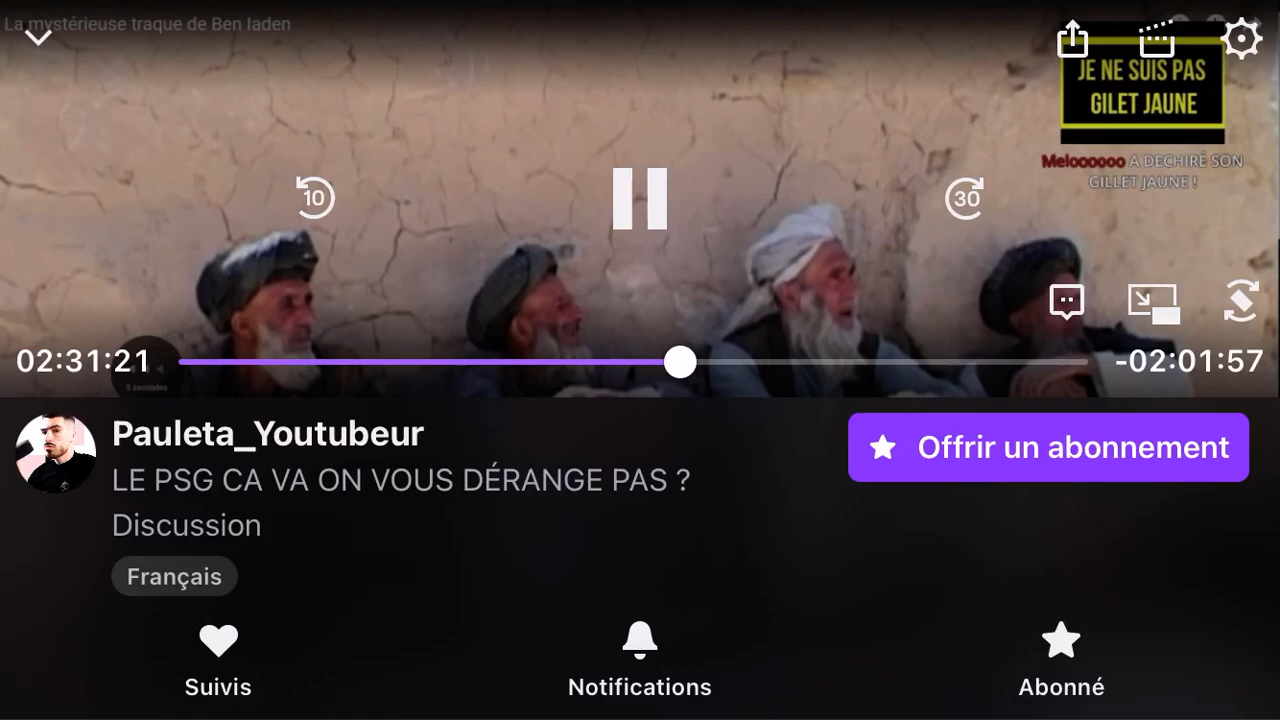 La mystérieuse traque de Ben laden
JE NE SUIS PAS
GILET JAUNE
Meloooooo A DECHIRÉ SON
GILLET JAUNE !
10
30
02:31:21
-02:01:57
5 secondes
Pauleta_Youtubeur
Offrir un abonnement
LE PSG CA VA ON VOUS DÉRANGE PAS ?
Discussion
Français
Suivis
Notifications
Abonné